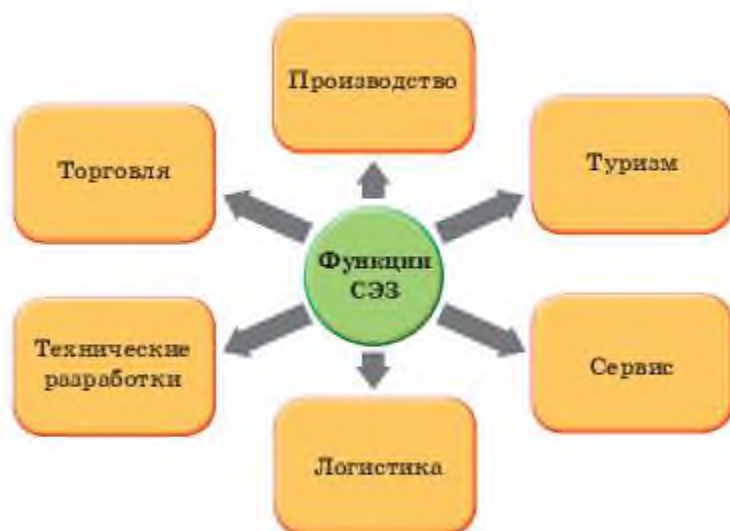 Производство
Торговля
Туризм
Функции
СЭЗ
Технические
разработки
Сервис
Логистика